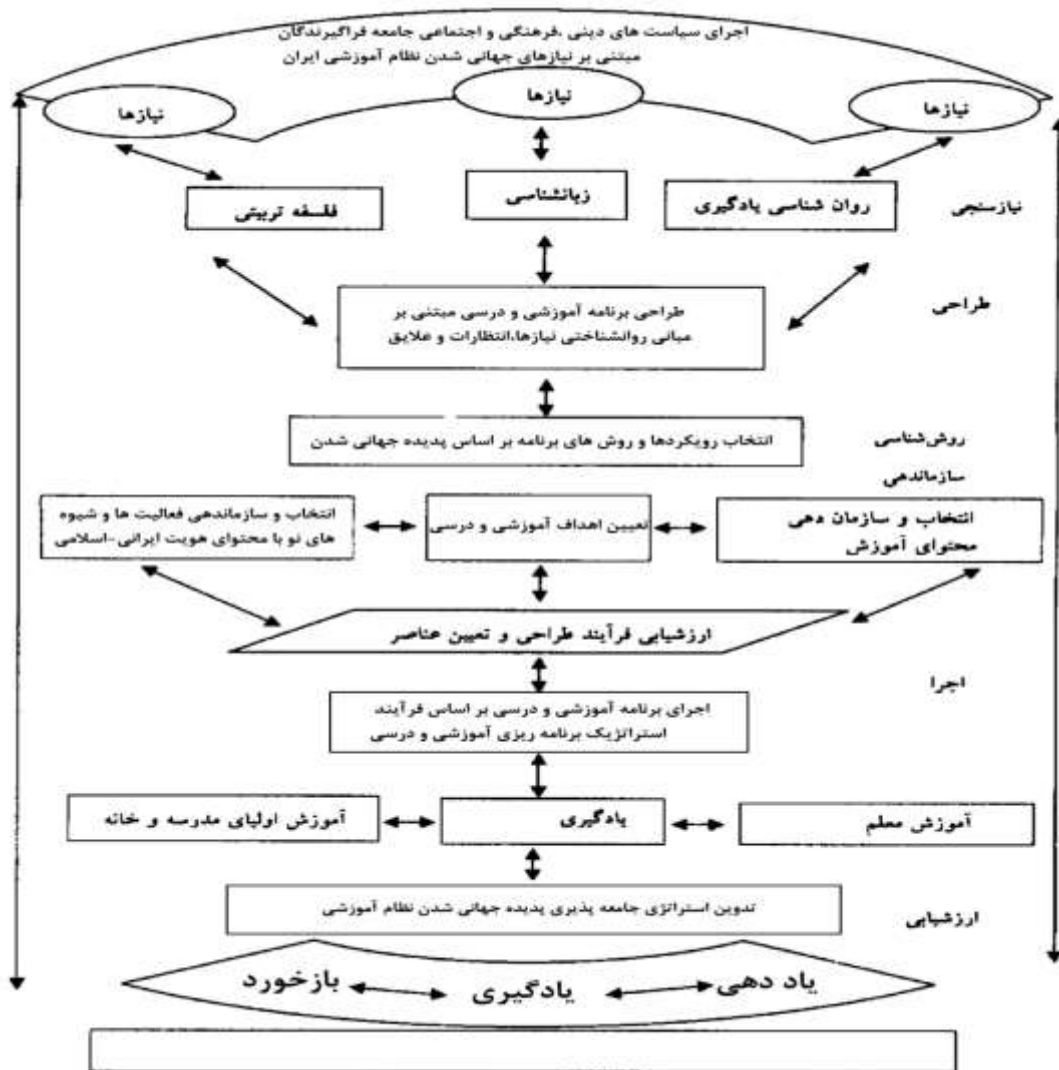 اجرای سیاست های دینی ،فرهنگی و اجتماعی جامعه فراگیرندگان
مبتنی بر نیازهای جهانی شدن نظام آموزشی ایران
نیازها
نیازها
نیازها
روان شناسی یادگیری
زبانشناسی
فلسفه تربیتی
نیازسنجی
طراحی
طراحی برنامه آموزشی و درسی مبتنی بر
مبانی روانشناختی نیازها،انتظارات و علایق
روش‌شناسی
انتخاب رویکردها و روش های برنامه بر اساس پدیده جهانی شدن
سازماندهی
انتخاب و سازمان دهی
محتوای آموزش
تعیین اهداف آموزشی و درسی
انتخاب و سازماندهی فعالیت ها و شیوه
های نو با محتوای هویت ایرانی-اسلامی
ارزشیابی فرآیند طراحی و تعیین عناصر
اجرا
اجرای برنامه آموزشی و درسی بر اساس فرآیند
استراتژیک برنامه ریزی آموزشی و درسی
آموزش معلم
یادگیری
آموزش اولیای مدرسه و خانه
تدوین استراتژی جامعه پذیری پدیده جهانی شدن نظام آموزشی
ارزشیابی
یاد دهی
یادگیری
بازخورد